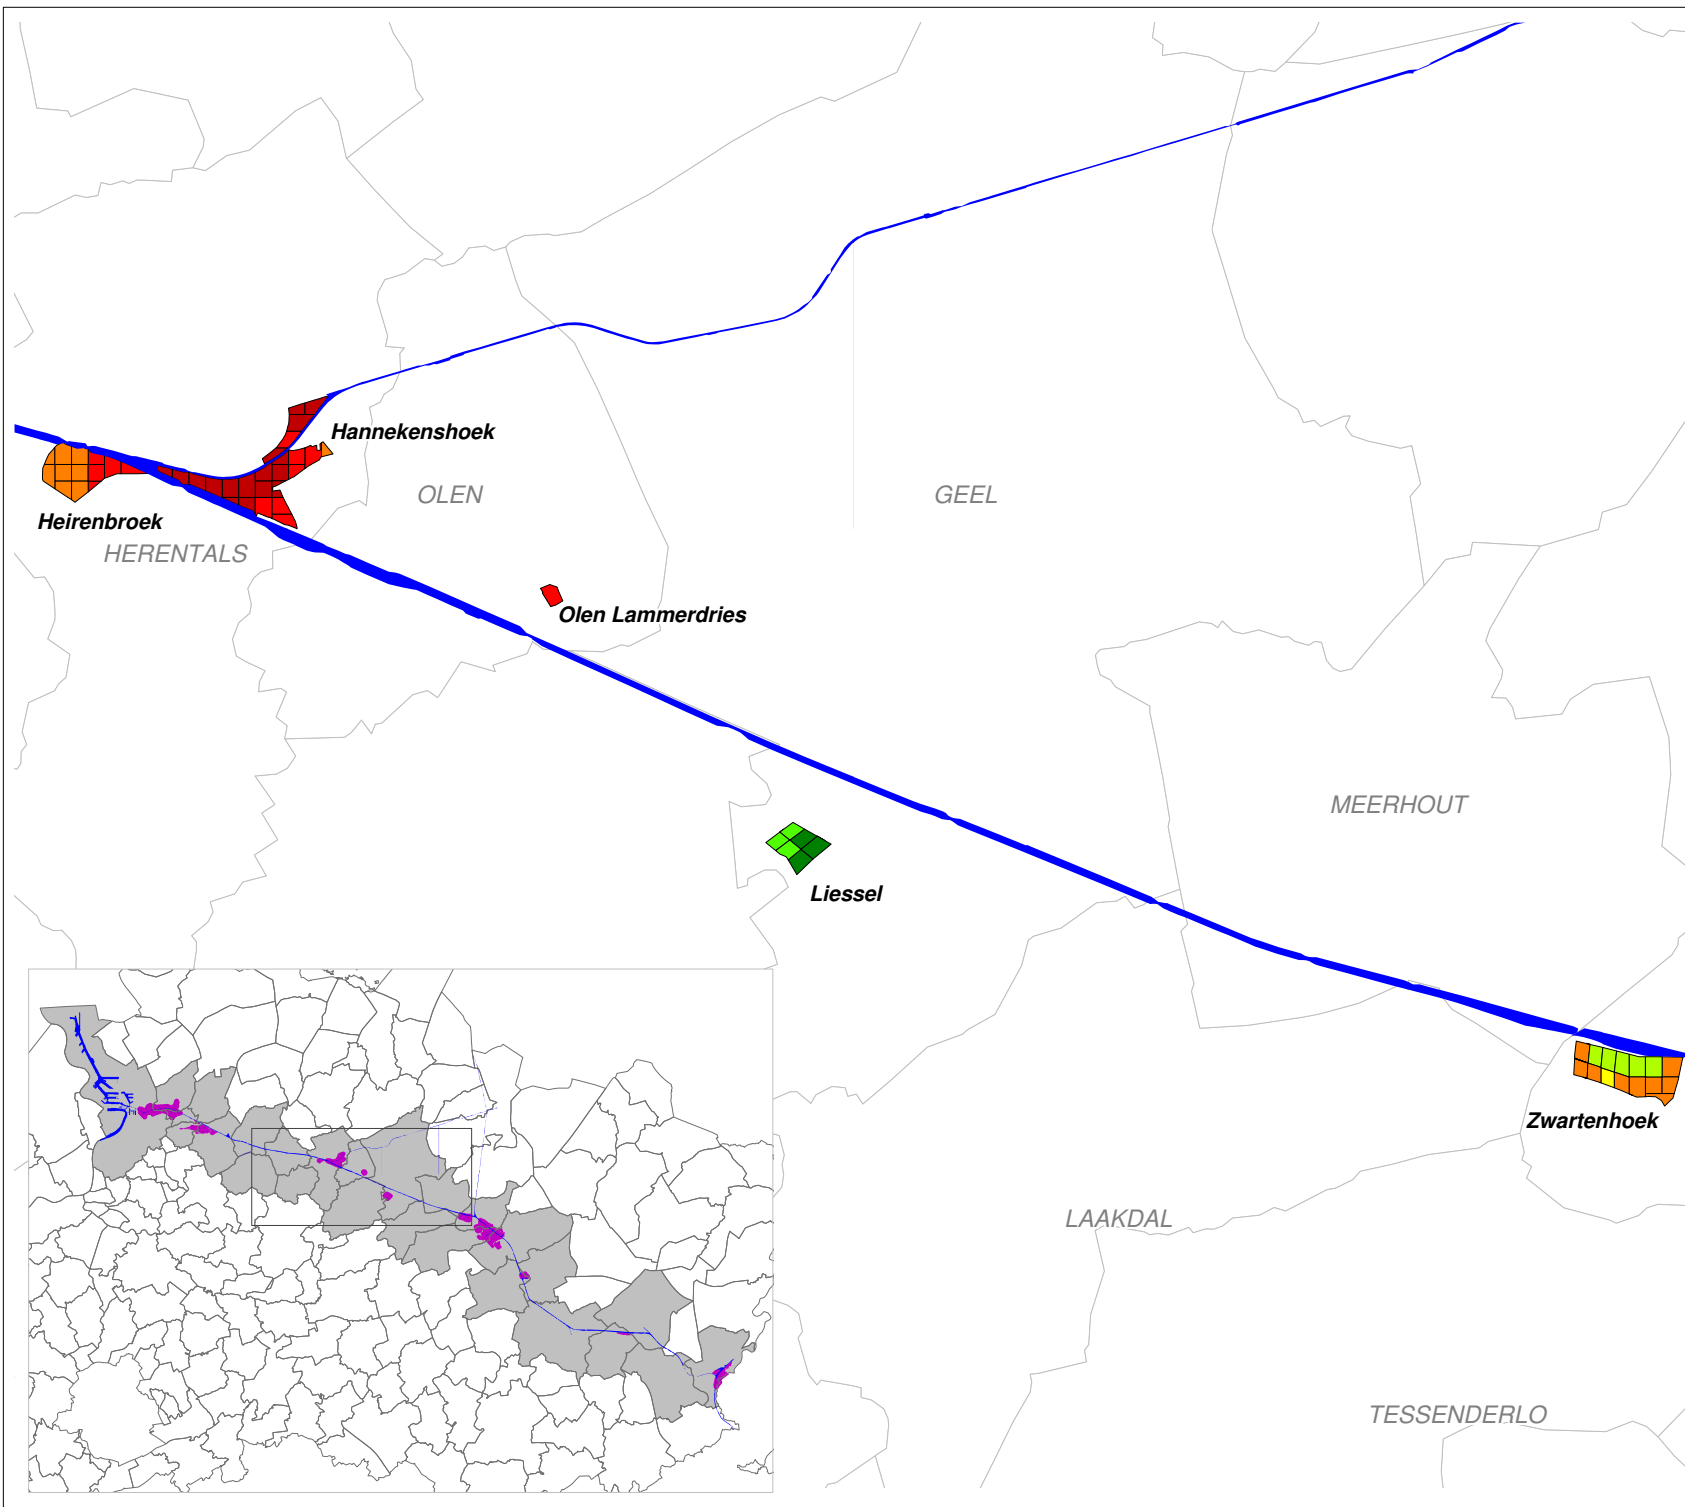 Hannekenshoek
OLEN
GEEL
Heirenbroek
HERENTALS
Olen Lammerdries
MEERHOUT
Liessel
Zwartenhoek
LAAKDAL
TESSENDERLO